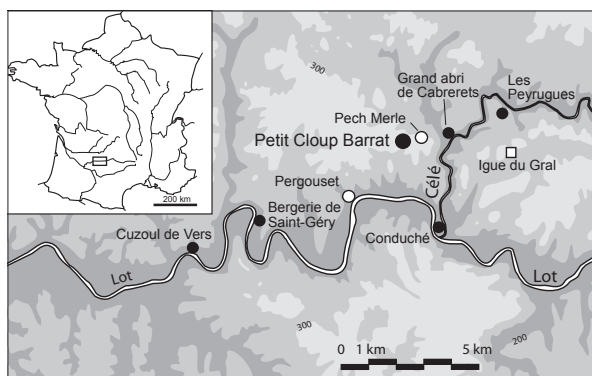 300
Grand abri
de Cabrerets
Les
Peyrugues
Pech Merle
Petit Cloup Barrat
Igue du Gral
Célé
Pergouset
200 km
Bergerie de
Saint-Géry
Cuzoul de Vers
Conduché
Lot
Lot
300
200
0 1 km 5 km